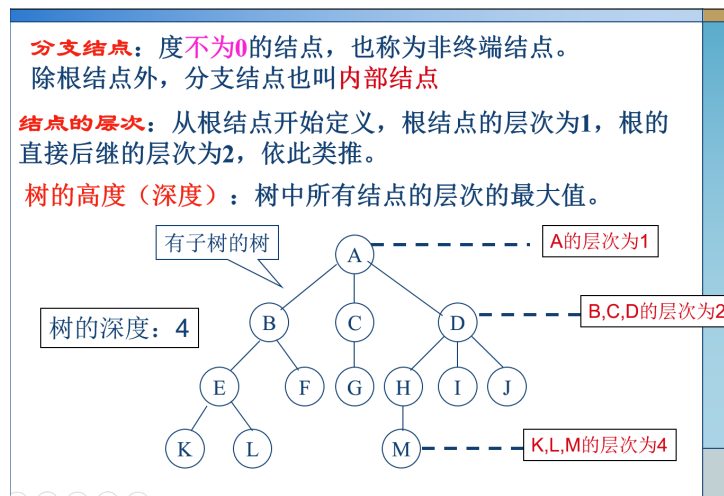 分支结点：度不为0的结点，也称为非终端结点。
除根结点外，分支结点也叫内部结点
结点的层次：从根结点开始定义，根结点的层次为1，根的
直接后继的层次为2，依此类推。
树的高度（深度）：树中所有结点的层次的最大值。
有子树的树
A
A的层次为1
树的深度：4
B
C
D
B,C,D的层次为2
E
F
G
H
I
J
K
L
M
K,L,M的层次为4